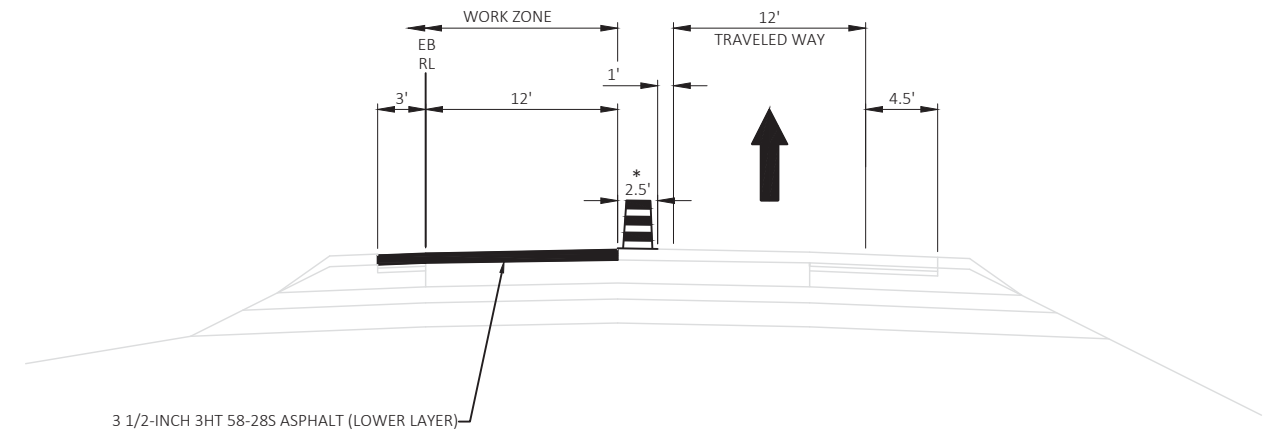 WORK ZONE
12'
TRAVELED WAY
EB
RL
1'
3'
12'
4.5'
*
2.5'
3 1/2-INCH 3HT 58-28S ASPHALT (LOWER LAYER)